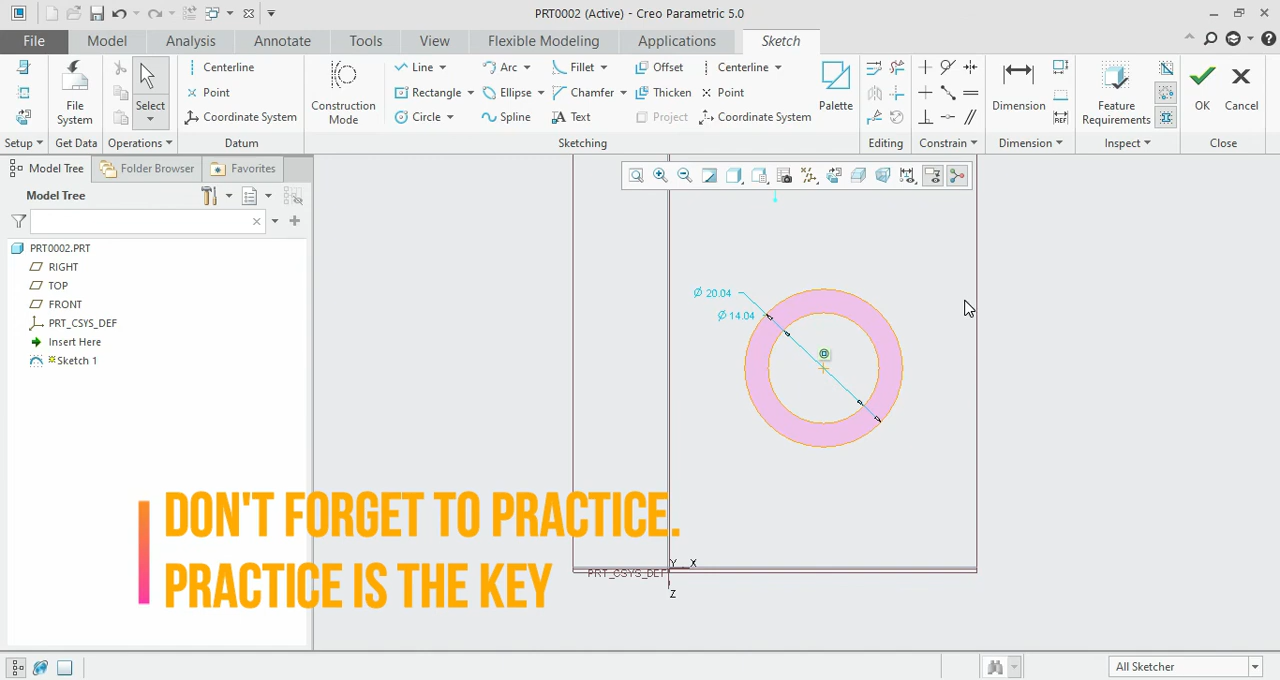 PRT0002 (Active) - Creo Parametric 5.0
File Model Analysis Annotate Tools View Flexible Modeling Applications Sketch
Centerline
Point
Coordinate System
File System
Select
Construction Mode
Line Arc Fillet Offset Centerline
Rectangle Ellipse Chamfer Thicken Point
Circle Spline Text Project Coordinate System
Palette
Dimension
REF
Feature Requirements
OK Cancel
Setup Get Data Operations Datum Sketching Editing Constrain Dimension Inspect Close
Model Tree Folder Browser Favorites
Model Tree
PRT0002.PRT
RIGHT
TOP
FRONT
PRT_CSYS_DEF
Insert Here
Sketch 1
Ø 20.04
Ø 14.04
DON'T FORGET TO PRACTICE.
PRACTICE IS THE KEY
Y X
PRT_CSYS_DEF
Z
All Sketcher